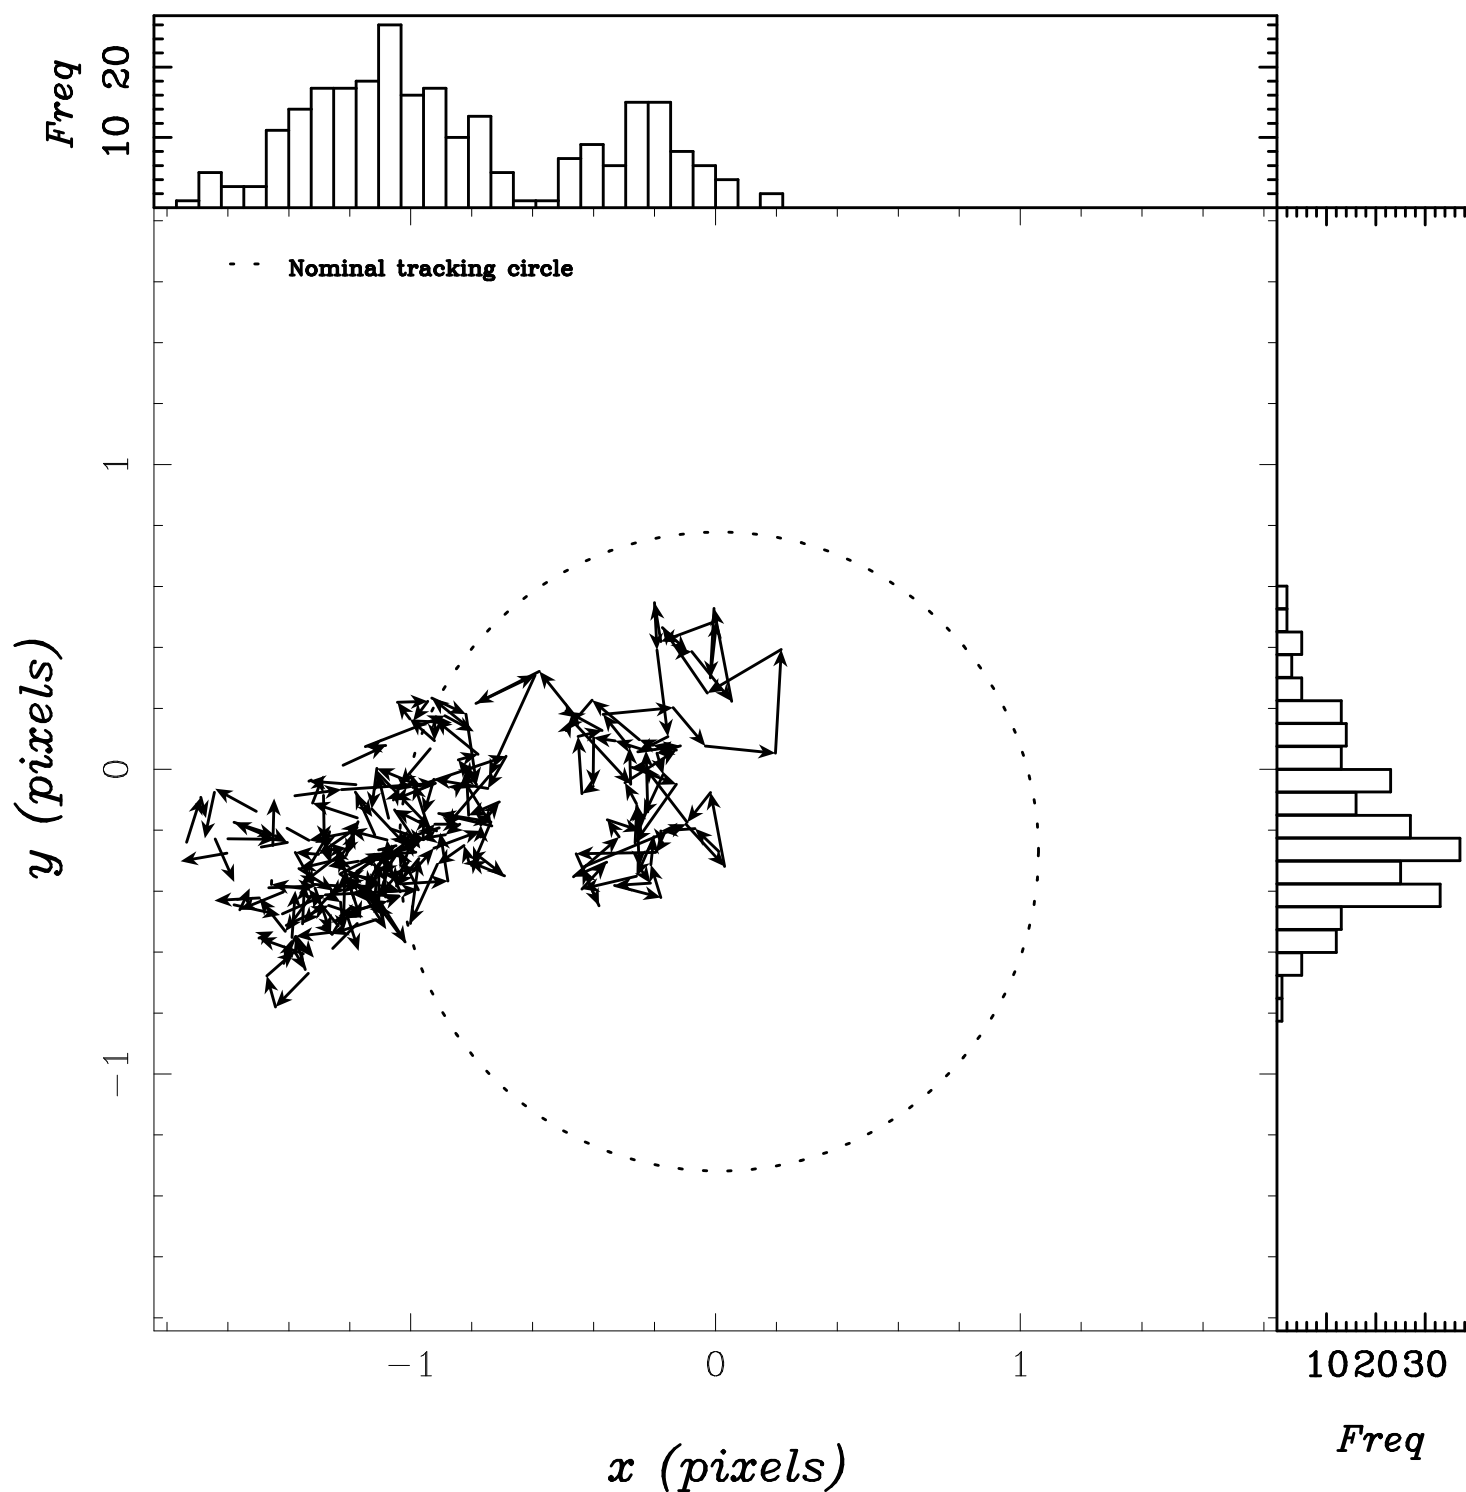 Freq
20
10
Nominal tracking circle
1
0
−1
y (pixels)
−1 0 1
102030
Freq
x (pixels)